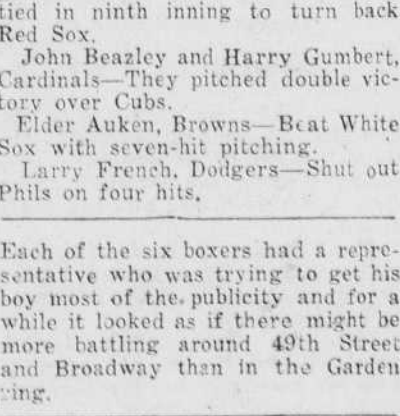 tied in ninth inning to turn back
Red Sox.
John Beazley and Harry Gumbert,
Cardinals—They pitched double vic-
tory over Cubs.
Elder Auken, Browns—Beat White
Sox with seven-hit pitching.
Larry French, Dodgers—Shut out
Phils on four hits.
Each of the six boxers had a repre-
sentative who was trying to get his
boy most of the publicity and for a
while it looked as if there might be
more battling around 49th Street
and Broadway than in the Garden
ring.